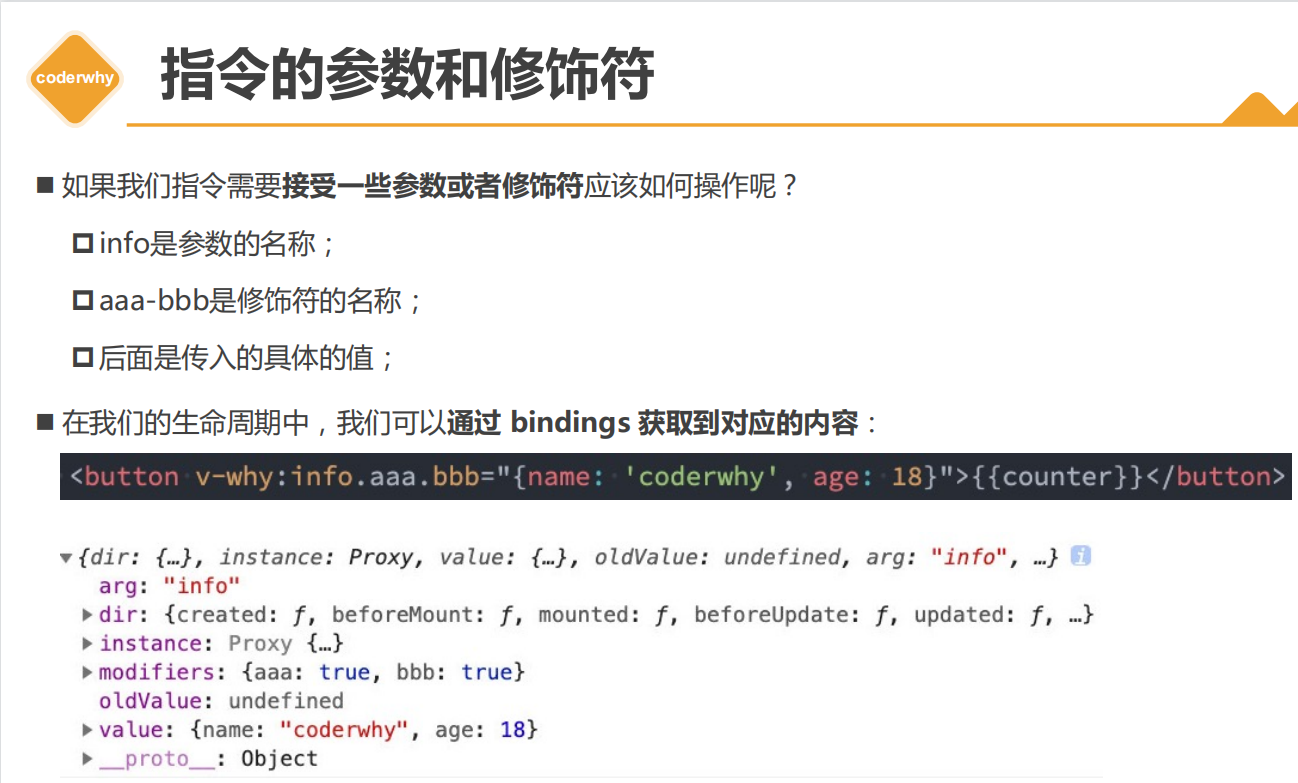 coderwhy
指令的参数和修饰符
■ 如果我们指令需要接受一些参数或者修饰符应该如何操作呢？
info是参数的名称；
aaa-bbb是修饰符的名称；
后面是传入的具体的值；
■ 在我们的生命周期中，我们可以通过 bindings 获取到对应的内容：
<button v-why:info.aaa.bbb="{name: 'coderwhy', age: 18}">{{counter}}</button>
▼{dir: {…}, instance: Proxy, value: {…}, oldValue: undefined, arg: "info", …} i
arg: "info"
▶dir: {created: ƒ, beforeMount: ƒ, mounted: ƒ, beforeUpdate: ƒ, updated: ƒ, …}
▶instance: Proxy {…}
▶modifiers: {aaa: true, bbb: true}
oldValue: undefined
▶value: {name: "coderwhy", age: 18}
▶__proto__: Object